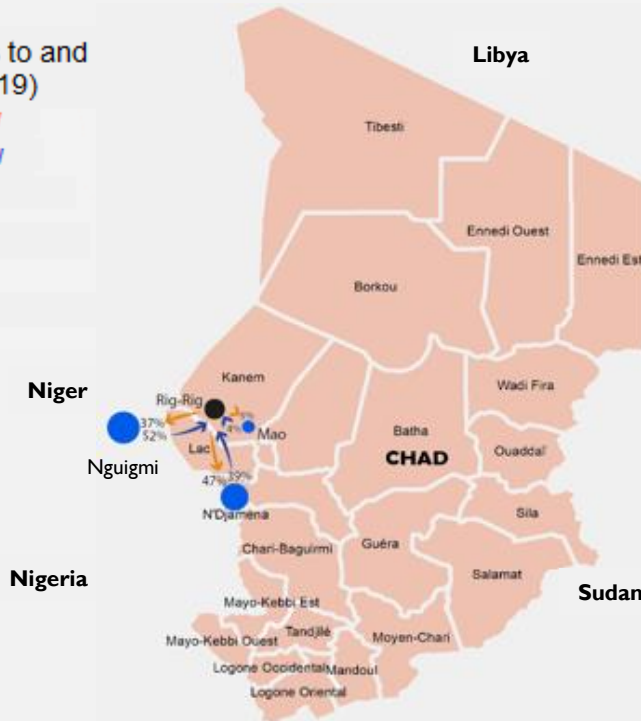 to and
19)
Libya
Tibesti
Ennedi Ouest
Ennedi Est
Borkou
Kanem
Niger
Wadi Fira
Rig-Rig
37%
52%
4%
Mao
Batha
Lac
CHAD
Ouaddaï
Nguigmi
47%
39%
N'Djamena
Sila
Chari-Baguirmi
Guéra
Nigeria
Salamat
Sudan
Mayo-Kebbi Est
Mayo-Kebbi Ouest
Tandjilé
Moyen-Chari
Logone Occidental
Mandoul
Logone Oriental